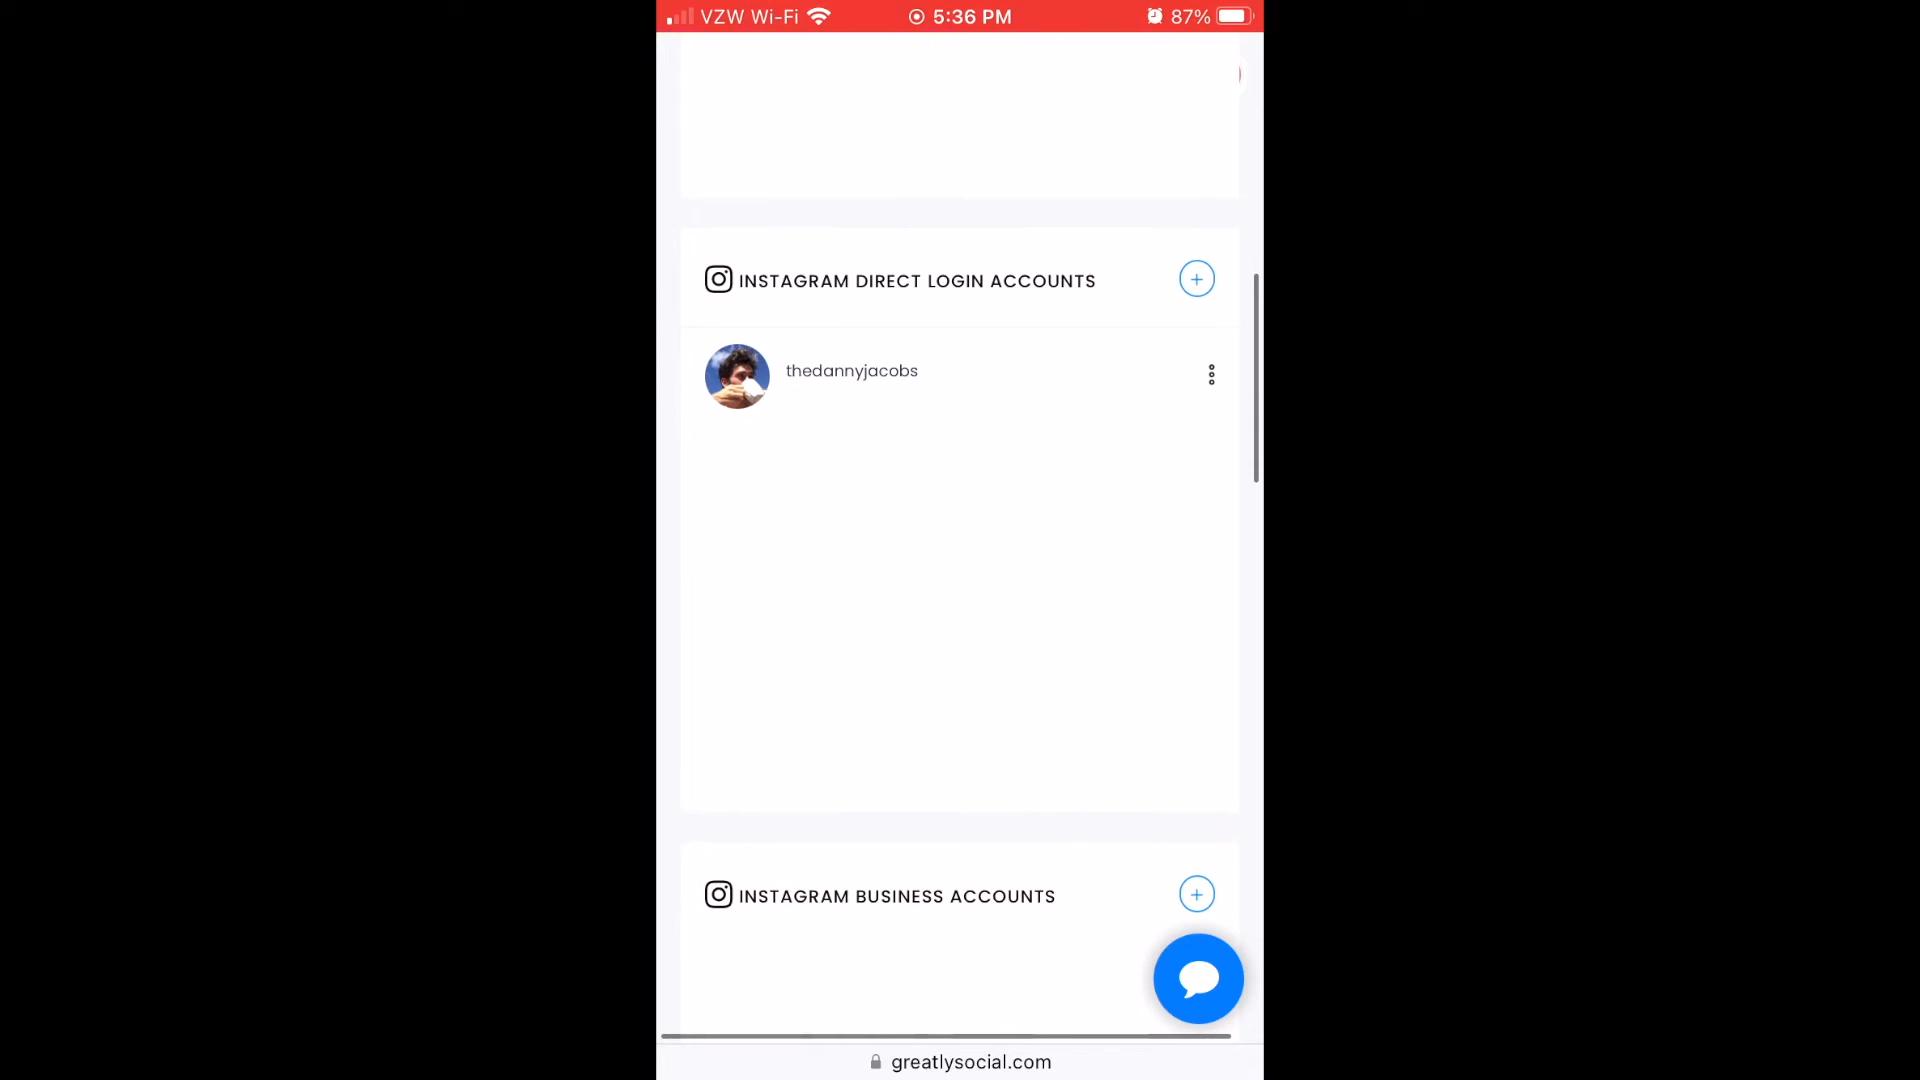 VZW Wi-Fi 5:36 PM 87%
INSTAGRAM DIRECT LOGIN ACCOUNTS
thedannyjacobs
INSTAGRAM BUSINESS ACCOUNTS
greatlysocial.com